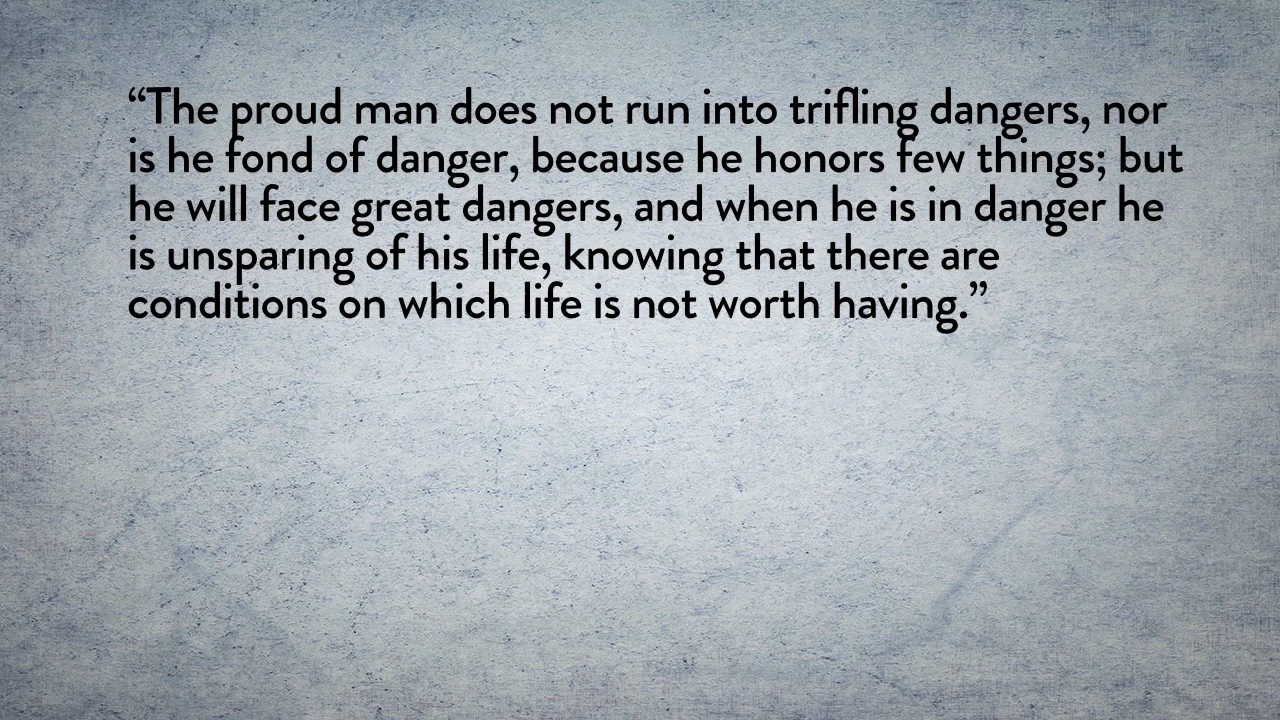 “The proud man does not run into trifling dangers, nor
is he fond of danger, because he honors few things; but
he will face great dangers, and when he is in danger he
is unsparing of his life, knowing that there are
conditions on which life is not worth having.”